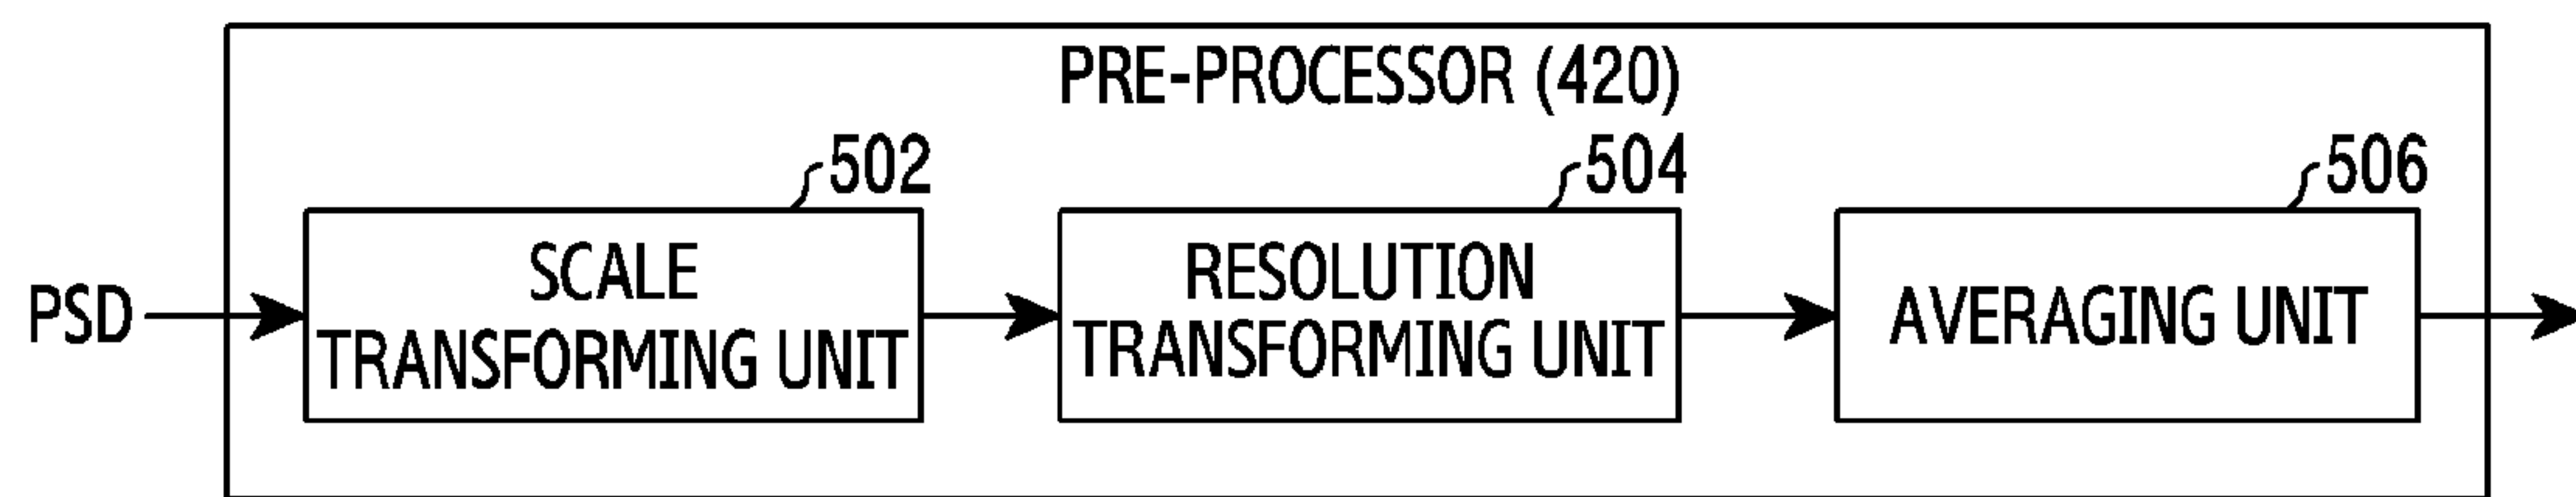 PRE-PROCESSOR (420)
502
504
506
PSD
SCALE
TRANSFORMING UNIT
RESOLUTION
TRANSFORMING UNIT
AVERAGING UNIT